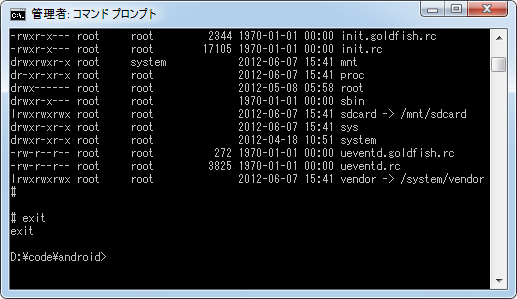 管理者: コマンド プロンプト
-rwxr-x--- root     root         2344 1970-01-01 00:00 init.goldfish.rc
-rwxr-x--- root     root        17105 1970-01-01 00:00 init.rc
drwxrwxr-x root     system            2012-06-07 15:41 mnt
dr-xr-xr-x root     root              2012-06-07 15:41 proc
drwx------ root     root              2012-05-08 05:58 root
drwxr-x--- root     root              1970-01-01 00:00 sbin
lrwxrwxrwx root     root              2012-06-07 15:41 sdcard -> /mnt/sdcard
drwxr-xr-x root     root              2012-06-07 15:41 sys
drwxr-xr-x root     root              2012-04-18 10:51 system
-rw-r--r-- root     root          272 1970-01-01 00:00 ueventd.goldfish.rc
-rw-r--r-- root     root         3825 1970-01-01 00:00 ueventd.rc
lrwxrwxrwx root     root              2012-06-07 15:41 vendor -> /system/vendor
#
# exit
exit
D:¥code¥android>